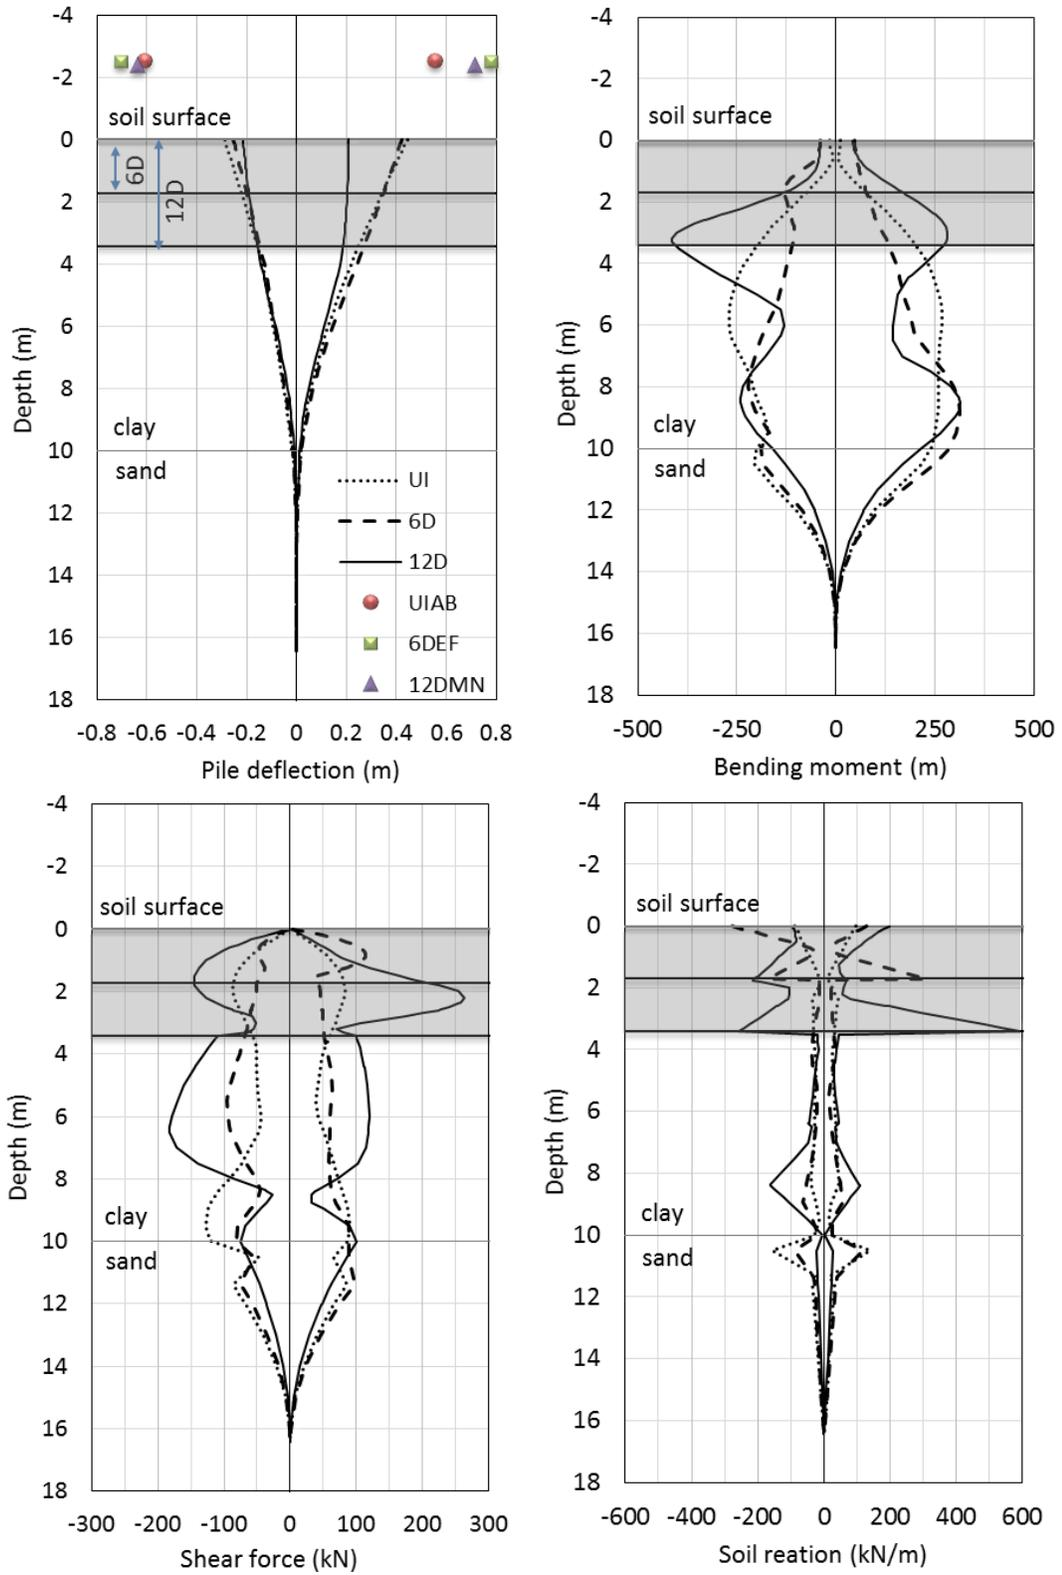 -4
-2
soil surface
0
6D
12D
2
4
6
8
clay
10
sand
12
14
16
18
Depth (m)
UI
6D
12D
UIAB
6DEF
12DMN
-0.8 -0.6 -0.4 -0.2 0 0.2 0.4 0.6 0.8
Pile deflection (m)
-4
-2
soil surface
0
2
4
6
8
clay
10
sand
12
14
16
18
Depth (m)
-500 -250 0 250 500
Bending moment (m)
-4
-2
soil surface
0
2
4
6
8
clay
10
sand
12
14
16
18
Depth (m)
-300 -200 -100 0 100 200 300
Shear force (kN)
-4
-2
soil surface
0
2
4
6
8
clay
10
sand
12
14
16
18
Depth (m)
-600 -400 -200 0 200 400 600
Soil reation (kN/m)